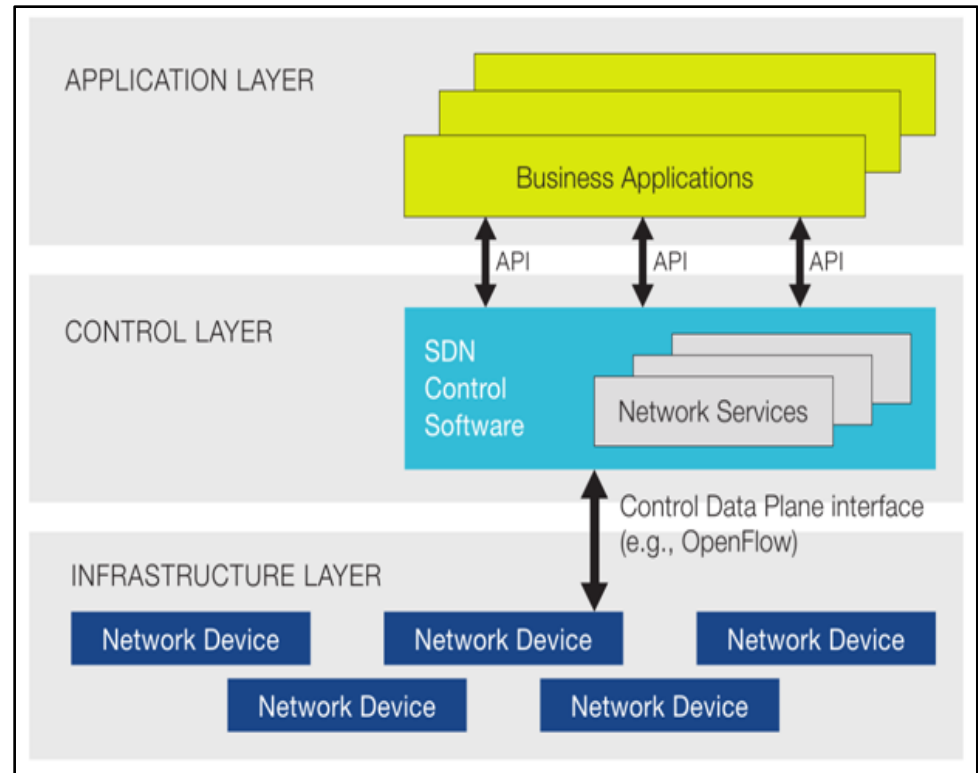 APPLICATION LAYER
Business Applications
API
API
API
CONTROL LAYER
SDN
Control
Software
Network Services
Control Data Plane interface
(e.g., OpenFlow)
INFRASTRUCTURE LAYER
Network Device
Network Device
Network Device
Network Device
Network Device